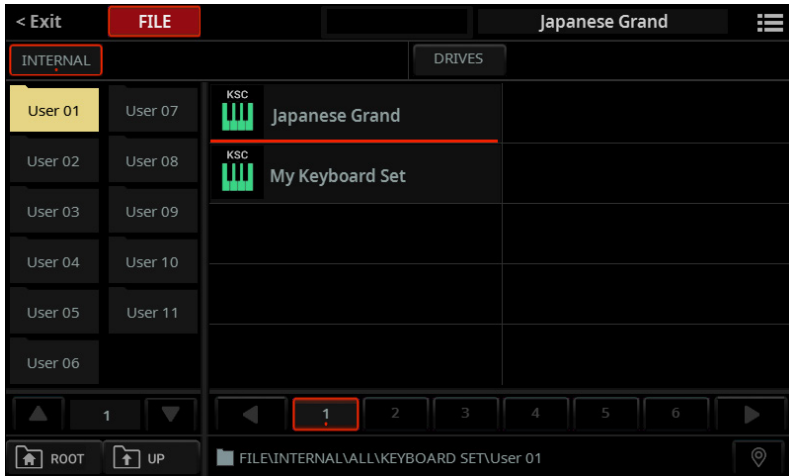 < Exit FILE Japanese Grand
INTERNAL DRIVES
User 01 User 07 KSC Japanese Grand
User 02 User 08 KSC My Keyboard Set
User 03 User 09
User 04 User 10
User 05 User 11
User 06
1 1 2 3 4 5 6
ROOT UP FILE\INTERNAL\ALL\KEYBOARD SET\User 01